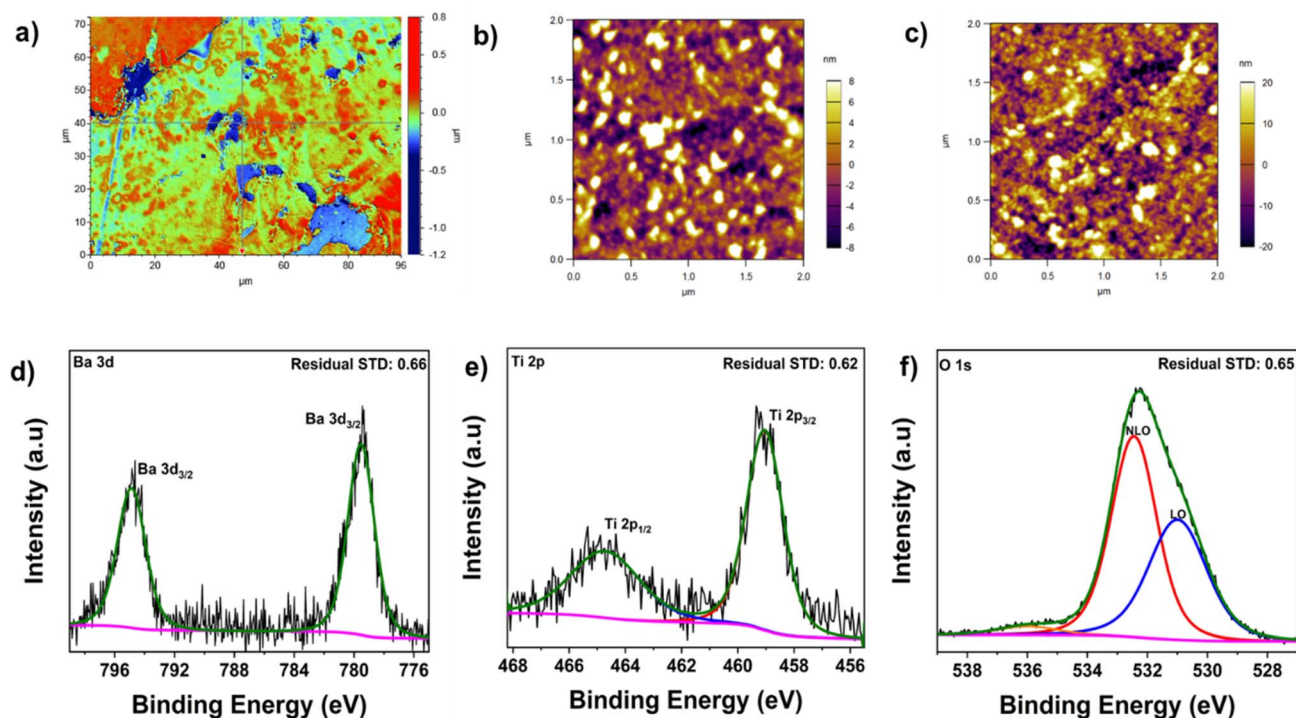 a)
70
60
50
40
30
20
10
0
µm
0
20
40
60
80
96
µm
0.8
0.5
0.0
-0.5
-1.0
-1.2
µm
b)
2.0
1.5
1.0
0.5
0.0
µm
0.0
0.5
1.0
1.5
2.0
µm
nm
8
6
4
2
0
-2
-4
-6
-8
c)
2.0
1.5
1.0
0.5
0.0
µm
0.0
0.5
1.0
1.5
2.0
µm
nm
20
10
0
-10
-20
d)
Ba 3d
Residual STD: 0.66
Ba 3d3/2
Ba 3d3/2
Intensity (a.u)
796 792 788 784 780 776
Binding Energy (eV)
e)
Ti 2p
Residual STD: 0.62
Ti 2p3/2
Ti 2p1/2
Intensity (a.u)
468 466 464 462 460 458 456
Binding Energy (eV)
f)
O 1s
Residual STD: 0.65
NLO
LO
Intensity (a.u)
538 536 534 532 530 528
Binding Energy (eV)